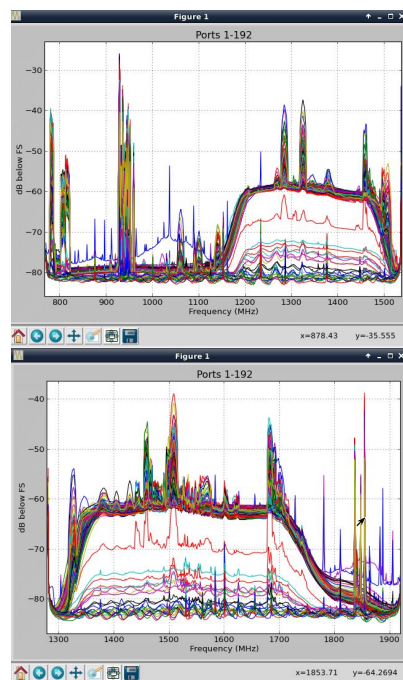 Figure 1
Ports 1-192
−30
−40
−50
−60
−70
−80
dB below FS
800 900 1000 1100 1200 1300 1400 1500
Frequency (MHz)
x=878.43 y=-35.555
Figure 1
Ports 1-192
−40
−50
−60
−70
−80
dB below FS
1300 1400 1500 1600 1700 1800 1900
Frequency (MHz)
x=1853.71 y=-64.2694